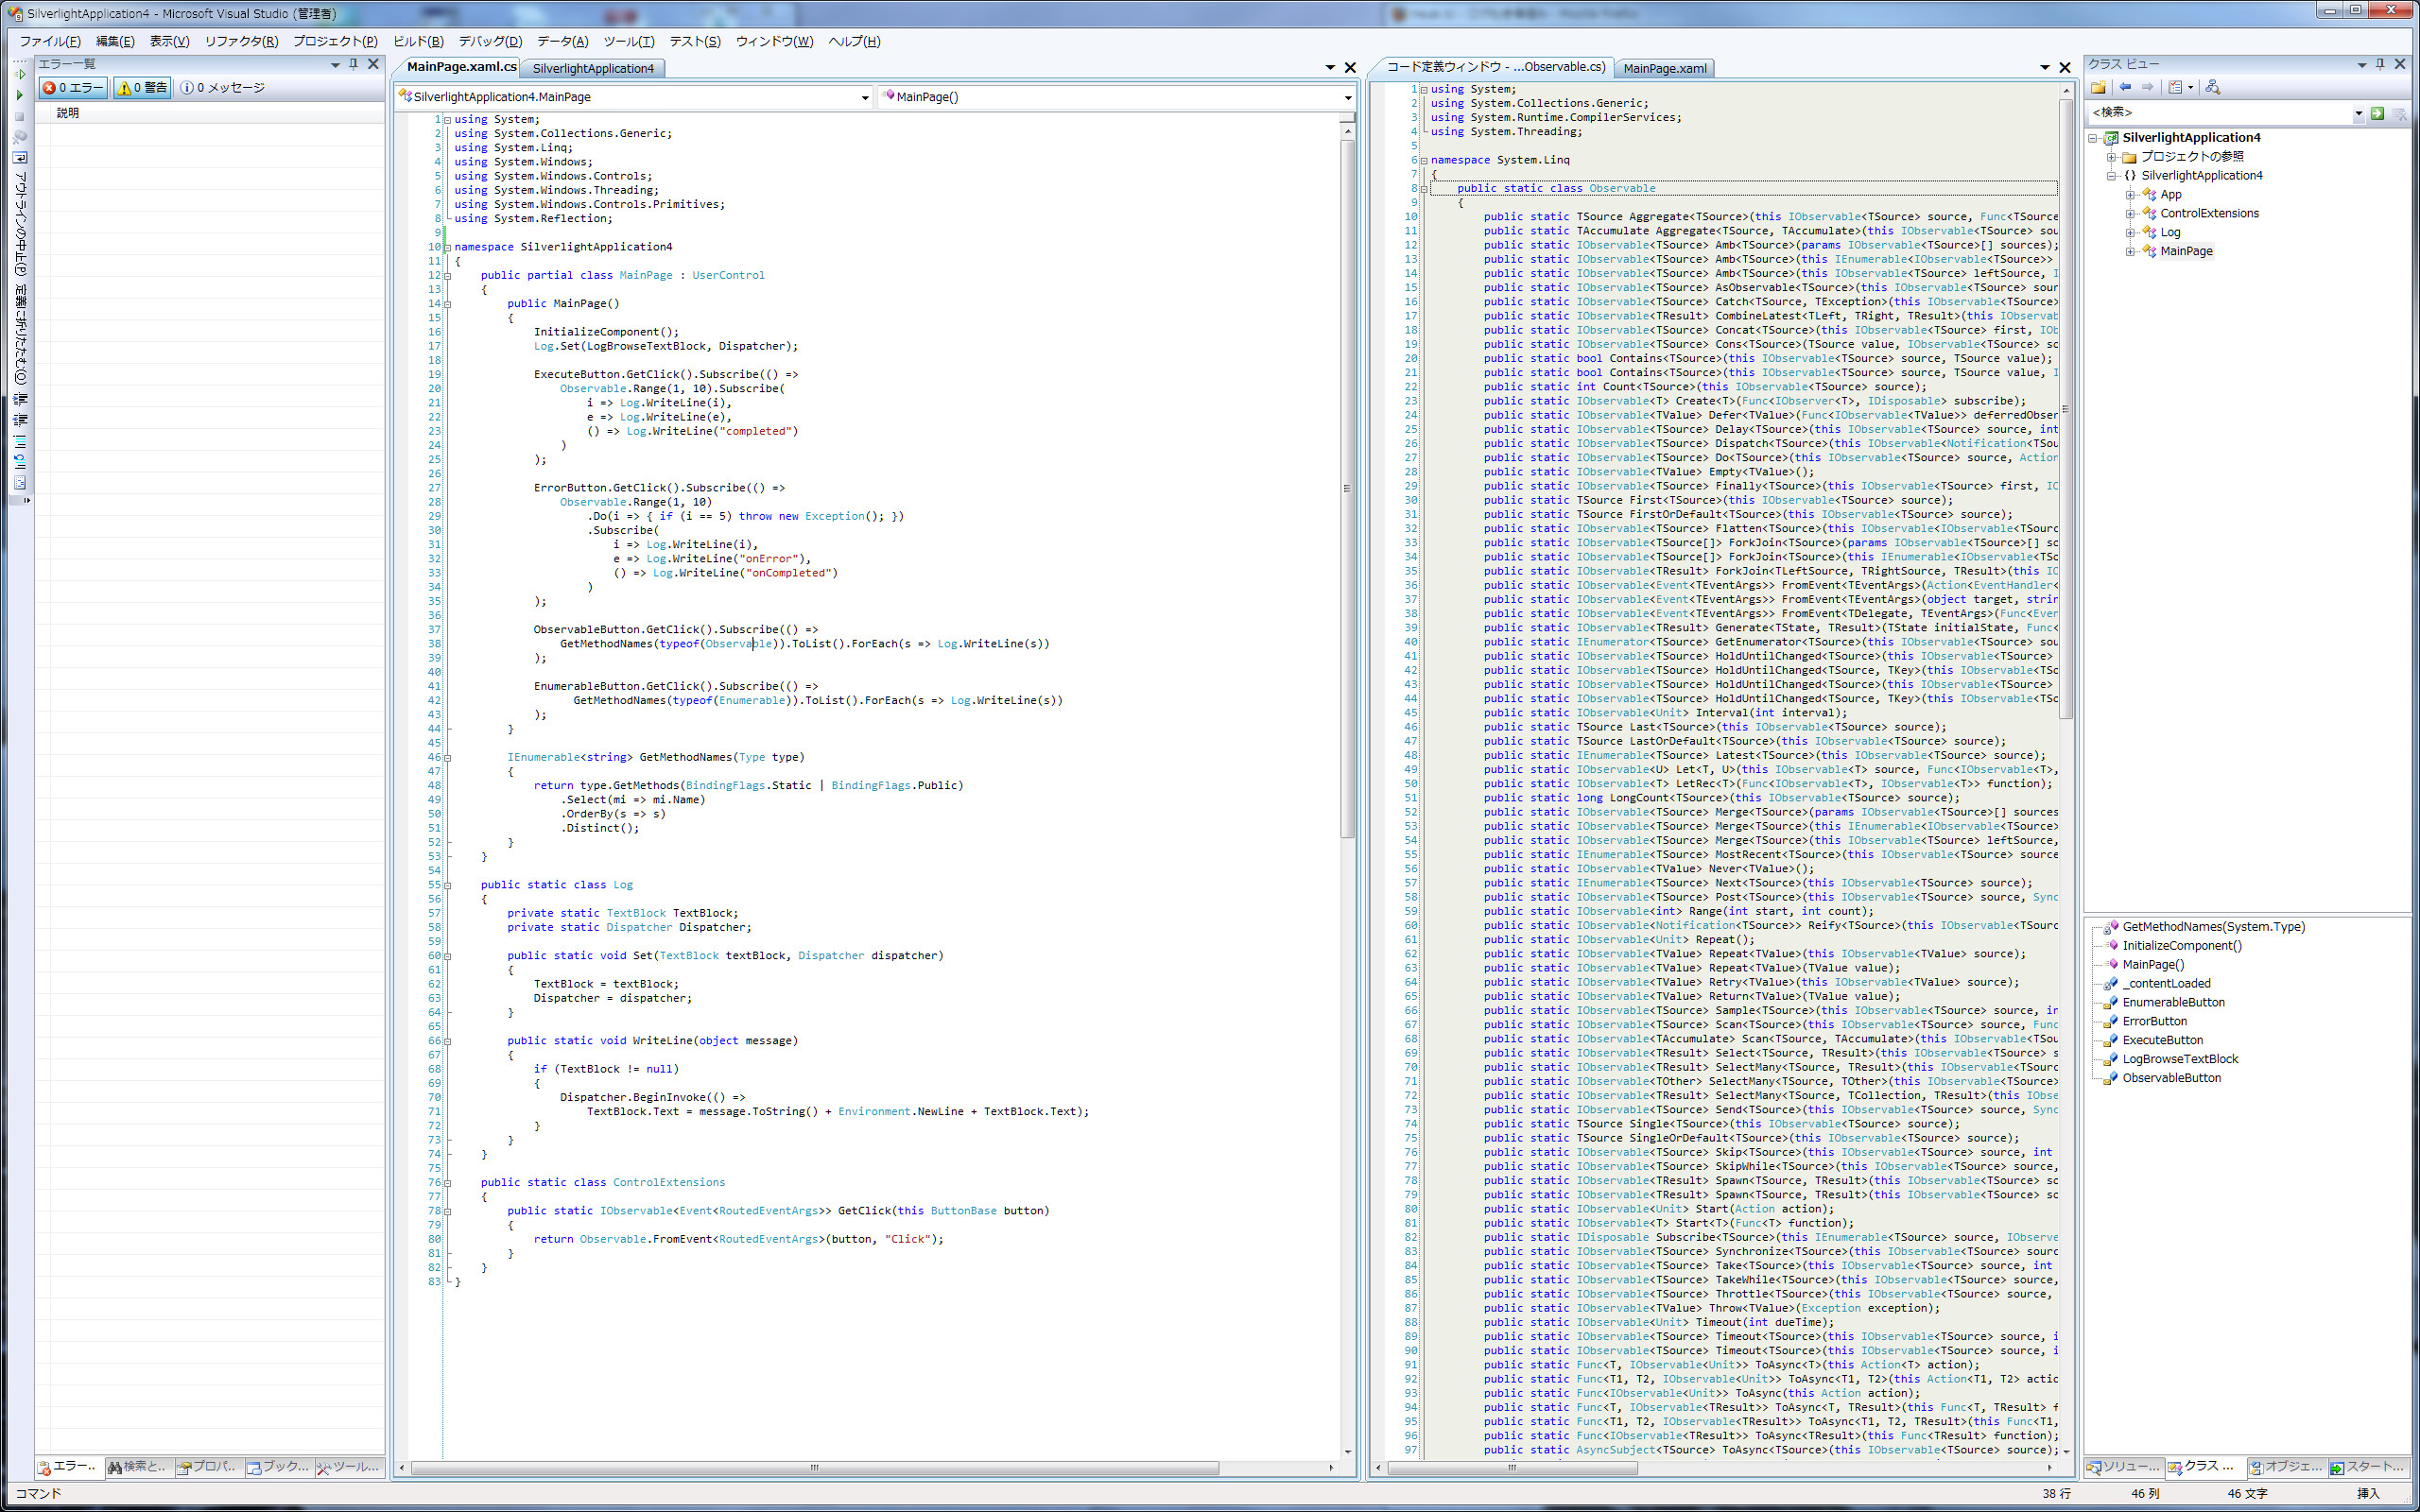 SilverlightApplication4 - Microsoft Visual Studio (管理者)
ファイル(F) 編集(E) 表示(V) リファクタ(R) プロジェクト(P) ビルド(B) デバッグ(D) データ(A) ツール(T) テスト(S) ウィンドウ(W) ヘルプ(H)
エラー一覧
0 エラー 0 警告 0 メッセージ
説明
アウトラインの中止(P) 定義に折りたたむ(O)
MainPage.xaml.cs SilverlightApplication4
SilverlightApplication4.MainPage MainPage()
1 using System;
2 using System.Collections.Generic;
3 using System.Linq;
4 using System.Windows;
5 using System.Windows.Controls;
6 using System.Windows.Threading;
7 using System.Windows.Controls.Primitives;
8 using System.Reflection;
9
10 namespace SilverlightApplication4
11 {
12 public partial class MainPage : UserControl
13 {
14 public MainPage()
15 {
16 InitializeComponent();
17 Log.Set(LogBrowseTextBlock, Dispatcher);
18
19 ExecuteButton.GetClick().Subscribe(() =>
20 Observable.Range(1, 10).Subscribe(
21 i => Log.WriteLine(i),
22 e => Log.WriteLine(e),
23 () => Log.WriteLine("completed")
24 )
25 );
26
27 ErrorButton.GetClick().Subscribe(() =>
28 Observable.Range(1, 10)
29 .Do(i => { if (i == 5) throw new Exception(); })
30 .Subscribe(
31 i => Log.WriteLine(i),
32 e => Log.WriteLine("onError"),
33 () => Log.WriteLine("onCompleted")
34 )
35 );
36
37 ObservableButton.GetClick().Subscribe(() =>
38 GetMethodNames(typeof(Observable)).ToList().ForEach(s => Log.WriteLine(s))
39 );
40
41 EnumerableButton.GetClick().Subscribe(() =>
42 GetMethodNames(typeof(Enumerable)).ToList().ForEach(s => Log.WriteLine(s))
43 );
44 }
45
46 IEnumerable<string> GetMethodNames(Type type)
47 {
48 return type.GetMethods(BindingFlags.Static | BindingFlags.Public)
49 .Select(mi => mi.Name)
50 .OrderBy(s => s)
51 .Distinct();
52 }
53 }
54
55 public static class Log
56 {
57 private static TextBlock TextBlock;
58 private static Dispatcher Dispatcher;
59
60 public static void Set(TextBlock textBlock, Dispatcher dispatcher)
61 {
62 TextBlock = textBlock;
63 Dispatcher = dispatcher;
64 }
65
66 public static void WriteLine(object message)
67 {
68 if (TextBlock != null)
69 {
70 Dispatcher.BeginInvoke(() =>
71 TextBlock.Text = message.ToString() + Environment.NewLine + TextBlock.Text);
72 }
73 }
74 }
75
76 public static class ControlExtensions
77 {
78 public static IObservable<Event<RoutedEventArgs>> GetClick(this ButtonBase button)
79 {
80 return Observable.FromEvent<RoutedEventArgs>(button, "Click");
81 }
82 }
83 }
コード定義ウィンドウ - ...Observable.cs) MainPage.xaml
1 using System;
2 using System.Collections.Generic;
3 using System.Runtime.CompilerServices;
4 using System.Threading;
5
6 namespace System.Linq
7 {
8 public static class Observable
9 {
10 public static TSource Aggregate<TSource>(this IObservable<TSource> source, Func<TSource
11 public static TAccumulate Aggregate<TSource, TAccumulate>(this IObservable<TSource> sou
12 public static IObservable<TSource> Amb<TSource>(params IObservable<TSource>[] sources);
13 public static IObservable<TSource> Amb<TSource>(this IEnumerable<IObservable<TSource>>
14 public static IObservable<TSource> Amb<TSource>(this IObservable<TSource> leftSource, I
15 public static IObservable<TSource> AsObservable<TSource>(this IObservable<TSource> sour
16 public static IObservable<TSource> Catch<TSource, TException>(this IObservable<TSource>
17 public static IObservable<TResult> CombineLatest<TLeft, TRight, TResult>(this IObservab
18 public static IObservable<TSource> Concat<TSource>(this IObservable<TSource> first, IOb
19 public static IObservable<TSource> Cons<TSource>(TSource value, IObservable<TSource> so
20 public static bool Contains<TSource>(this IObservable<TSource> source, TSource value);
21 public static bool Contains<TSource>(this IObservable<TSource> source, TSource value, I
22 public static int Count<TSource>(this IObservable<TSource> source);
23 public static IObservable<T> Create<T>(Func<IObserver<T>, IDisposable> subscribe);
24 public static IObservable<TValue> Defer<TValue>(Func<IObservable<TValue>> deferredObser
25 public static IObservable<TSource> Delay<TSource>(this IObservable<TSource> source, int
26 public static IObservable<TSource> Dispatch<TSource>(this IObservable<Notification<TSou
27 public static IObservable<TSource> Do<TSource>(this IObservable<TSource> source, Action
28 public static IObservable<TValue> Empty<TValue>();
29 public static IObservable<TSource> Finally<TSource>(this IObservable<TSource> first, IO
30 public static TSource First<TSource>(this IObservable<TSource> source);
31 public static TSource FirstOrDefault<TSource>(this IObservable<TSource> source);
32 public static IObservable<TSource> Flatten<TSource>(this IObservable<IObservable<TSourc
33 public static IObservable<TSource[]> ForkJoin<TSource>(params IObservable<TSource>[] so
34 public static IObservable<TSource[]> ForkJoin<TSource>(this IEnumerable<IObservable<TSo
35 public static IObservable<TResult> ForkJoin<TLeftSource, TRightSource, TResult>(this IO
36 public static IObservable<Event<TEventArgs>> FromEvent<TEventArgs>(Action<EventHandler<
37 public static IObservable<Event<TEventArgs>> FromEvent<TEventArgs>(object target, strin
38 public static IObservable<Event<TEventArgs>> FromEvent<TDelegate, TEventArgs>(Func<Even
39 public static IObservable<TResult> Generate<TState, TResult>(TState initialState, Func<
40 public static IEnumerator<TSource> GetEnumerator<TSource>(this IObservable<TSource> sou
41 public static IObservable<TSource> HoldUntilChanged<TSource>(this IObservable<TSource>
42 public static IObservable<TSource> HoldUntilChanged<TSource, TKey>(this IObservable<TSo
43 public static IObservable<TSource> HoldUntilChanged<TSource>(this IObservable<TSource>
44 public static IObservable<TSource> HoldUntilChanged<TSource, TKey>(this IObservable<TSo
45 public static IObservable<Unit> Interval(int interval);
46 public static TSource Last<TSource>(this IObservable<TSource> source);
47 public static TSource LastOrDefault<TSource>(this IObservable<TSource> source);
48 public static IEnumerable<TSource> Latest<TSource>(this IObservable<TSource> source);
49 public static IObservable<U> Let<T, U>(this IObservable<T> source, Func<IObservable<T>,
50 public static IObservable<T> LetRec<T>(Func<IObservable<T>, IObservable<T>> function);
51 public static long LongCount<TSource>(this IObservable<TSource> source);
52 public static IObservable<TSource> Merge<TSource>(params IObservable<TSource>[] sources
53 public static IObservable<TSource> Merge<TSource>(this IEnumerable<IObservable<TSource>
54 public static IObservable<TSource> Merge<TSource>(this IObservable<TSource> leftSource,
55 public static IEnumerable<TSource> MostRecent<TSource>(this IObservable<TSource> source
56 public static IObservable<TValue> Never<TValue>();
57 public static IEnumerable<TSource> Next<TSource>(this IObservable<TSource> source);
58 public static IObservable<TSource> Post<TSource>(this IObservable<TSource> source, Sync
59 public static IObservable<int> Range(int start, int count);
60 public static IObservable<Notification<TSource>> Reify<TSource>(this IObservable<TSourc
61 public static IObservable<Unit> Repeat();
62 public static IObservable<TValue> Repeat<TValue>(this IObservable<TValue> source);
63 public static IObservable<TValue> Repeat<TValue>(TValue value);
64 public static IObservable<TValue> Retry<TValue>(this IObservable<TValue> source);
65 public static IObservable<TValue> Return<TValue>(TValue value);
66 public static IObservable<TSource> Sample<TSource>(this IObservable<TSource> source, in
67 public static IObservable<TSource> Scan<TSource>(this IObservable<TSource> source, Func
68 public static IObservable<TAccumulate> Scan<TSource, TAccumulate>(this IObservable<TSou
69 public static IObservable<TResult> Select<TSource, TResult>(this IObservable<TSource> s
70 public static IObservable<TResult> SelectMany<TSource, TResult>(this IObservable<TSourc
71 public static IObservable<TOther> SelectMany<TSource, TOther>(this IObservable<TSource>
72 public static IObservable<TResult> SelectMany<TSource, TCollection, TResult>(this IObse
73 public static IObservable<TSource> Send<TSource>(this IObservable<TSource> source, Sync
74 public static TSource Single<TSource>(this IObservable<TSource> source);
75 public static TSource SingleOrDefault<TSource>(this IObservable<TSource> source);
76 public static IObservable<TSource> Skip<TSource>(this IObservable<TSource> source, int
77 public static IObservable<TSource> SkipWhile<TSource>(this IObservable<TSource> source,
78 public static IObservable<TResult> Spawn<TSource, TResult>(this IObservable<TSource> so
79 public static IObservable<TResult> Spawn<TSource, TResult>(this IObservable<TSource> so
80 public static IObservable<Unit> Start(Action action);
81 public static IObservable<T> Start<T>(Func<T> function);
82 public static IDisposable Subscribe<TSource>(this IEnumerable<TSource> source, IObserve
83 public static IObservable<TSource> Synchronize<TSource>(this IObservable<TSource> sourc
84 public static IObservable<TSource> Take<TSource>(this IObservable<TSource> source, int
85 public static IObservable<TSource> TakeWhile<TSource>(this IObservable<TSource> source,
86 public static IObservable<TSource> Throttle<TSource>(this IObservable<TSource> source,
87 public static IObservable<TValue> Throw<TValue>(Exception exception);
88 public static IObservable<Unit> Timeout(int dueTime);
89 public static IObservable<TSource> Timeout<TSource>(this IObservable<TSource> source, i
90 public static IObservable<TSource> Timeout<TSource>(this IObservable<TSource> source, i
91 public static Func<T, IObservable<Unit>> ToAsync<T>(this Action<T> action);
92 public static Func<T1, T2, IObservable<Unit>> ToAsync<T1, T2>(this Action<T1, T2> actio
93 public static Func<IObservable<Unit>> ToAsync(this Action action);
94 public static Func<T, IObservable<TResult>> ToAsync<T, TResult>(this Func<T, TResult> f
95 public static Func<T1, T2, IObservable<TResult>> ToAsync<T1, T2, TResult>(this Func<T1,
96 public static Func<IObservable<TResult>> ToAsync<TResult>(this Func<TResult> function);
97 public static AsyncSubject<TSource> ToAsync<TSource>(this IObservable<TSource> source);
クラス ビュー
<検索>
SilverlightApplication4
プロジェクトの参照
{} SilverlightApplication4
App
ControlExtensions
Log
MainPage
GetMethodNames(System.Type)
InitializeComponent()
MainPage()
_contentLoaded
EnumerableButton
ErrorButton
ExecuteButton
LogBrowseTextBlock
ObservableButton
エラー... 検索と... プロパ... ブック... ツール...
ソリュー... クラス ... オブジェ... スタート...
コマンド 38 行 46 列 46 文字 挿入